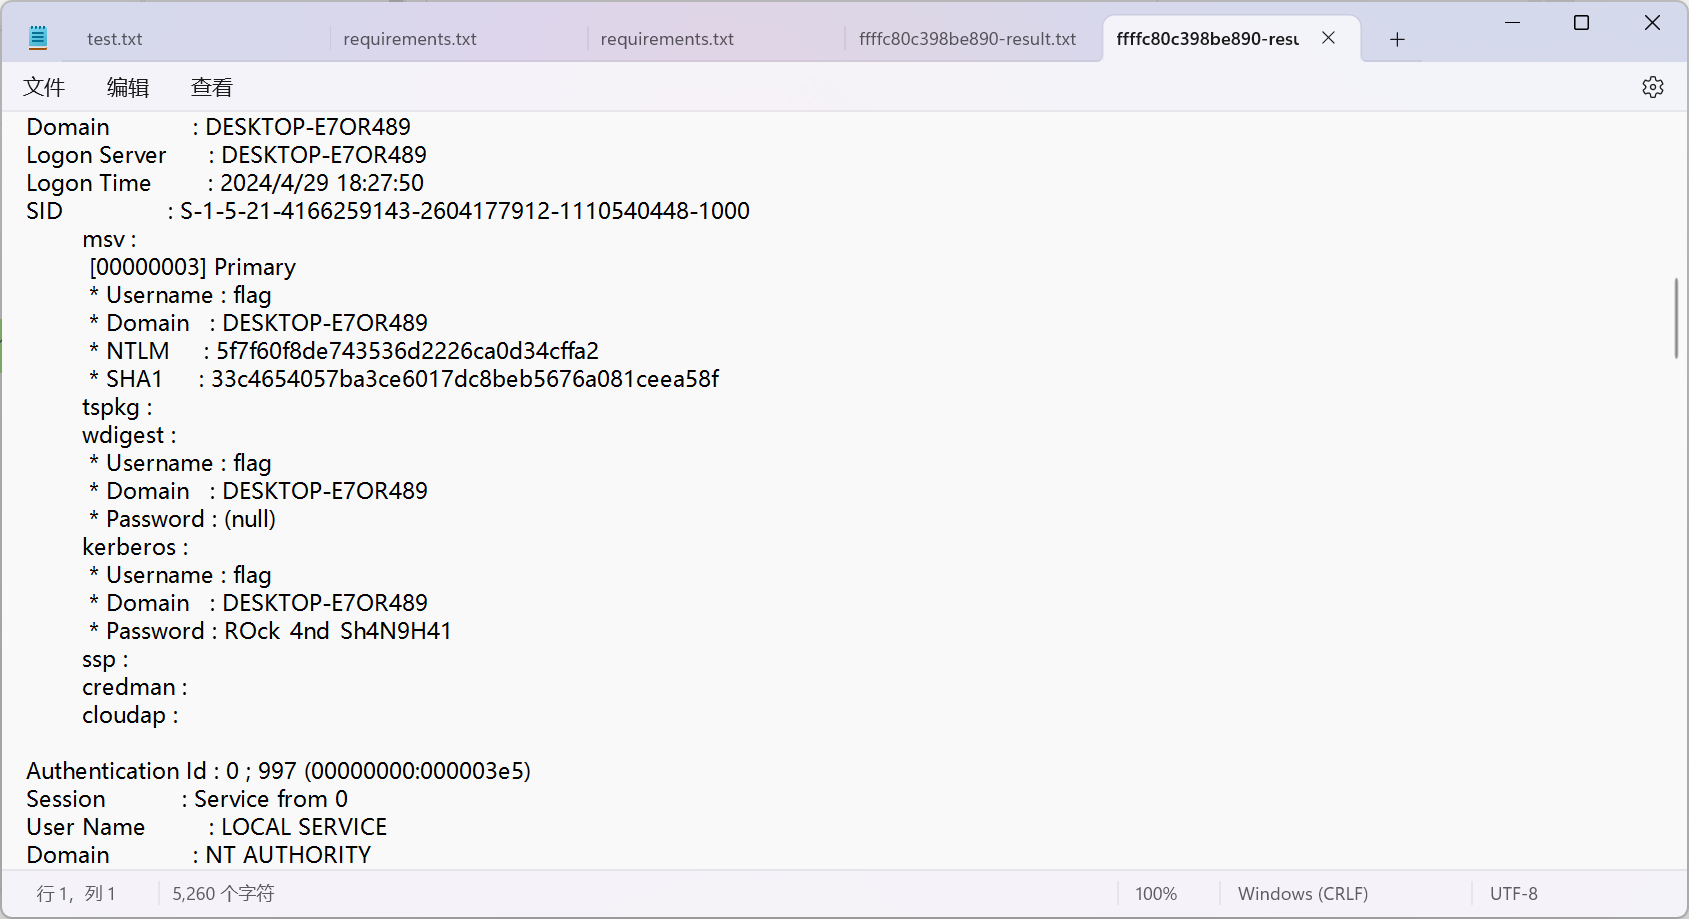 test.txt
requirements.txt
requirements.txt
ffffc80c398be890-result.txt
ffffc80c398be890-resu
文件 编辑 查看
Domain : DESKTOP-E7OR489
Logon Server : DESKTOP-E7OR489
Logon Time : 2024/4/29 18:27:50
SID : S-1-5-21-4166259143-2604177912-1110540448-1000
msv :
[00000003] Primary
* Username : flag
* Domain : DESKTOP-E7OR489
* NTLM : 5f7f60f8de743536d2226ca0d34cffa2
* SHA1 : 33c4654057ba3ce6017dc8beb5676a081ceea58f
tspkg :
wdigest :
* Username : flag
* Domain : DESKTOP-E7OR489
* Password : (null)
kerberos :
* Username : flag
* Domain : DESKTOP-E7OR489
* Password : ROck 4nd Sh4N9H41
ssp :
credman :
cloudap :
Authentication Id : 0 ; 997 (00000000:000003e5)
Session : Service from 0
User Name : LOCAL SERVICE
Domain : NT AUTHORITY
行 1，列 1 5,260 个字符 100% Windows (CRLF) UTF-8